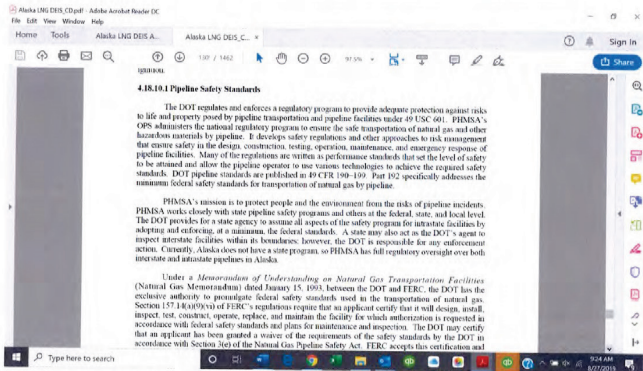 Alaska LNG DEIS_CD.pdf - Adobe Acrobat Reader DC
File Edit View Window Help
Home Tools Alaska LNG DEIS A... Alaska LNG DEIS_C... × Sign In
/ 1462 97.5% Share
4.18.10.1 Pipeline Safety Standards
The DOT regulates and enforces a regulatory program to provide adequate protection against risks
to life and property posed by pipeline transportation and pipeline facilities under 49 USC 601. PHMSA's
OPS administers the national regulatory program to ensure the safe transportation of natural gas and other
hazardous materials by pipeline. It develops safety regulations and other approaches to risk management
that ensure safety in the design, construction, testing, operation, maintenance, and emergency response of
pipeline facilities. Many of the regulations are written as performance standards that set the level of safety
to be attained and allow the pipeline operator to use various technologies to achieve the required safety
standards. DOT pipeline standards are published in 49 CFR 190–199. Part 192 specifically addresses the
minimum federal safety standards for transportation of natural gas by pipeline.
PHMSA's mission is to protect people and the environment from the risks of pipeline incidents.
PHMSA works closely with state pipeline safety programs and others at the federal, state, and local level.
The DOT provides for a state agency to assume all aspects of the safety program for intrastate facilities by
adopting and enforcing, at a minimum, the federal standards. A state may also act as the DOT's agent to
inspect interstate facilities within its boundaries; however, the DOT is responsible for any enforcement
action. Currently, Alaska does not have a state program, so PHMSA has full regulatory oversight over both
interstate and intrastate pipelines in Alaska.
Under a Memorandum of Understanding on Natural Gas Transportation Facilities
(Natural Gas Memorandum) dated January 15, 1993, between the DOT and FERC, the DOT has the
exclusive authority to promulgate federal safety standards used in the transportation of natural gas.
Section 157.14(a)(9)(vi) of FERC's regulations require that an applicant certify that it will design, install,
inspect, test, construct, operate, replace, and maintain the facility for which authorization is requested in
accordance with federal safety standards and plans for maintenance and inspection. The DOT may certify
that an applicant has been granted a waiver of the requirements of the safety standards by the DOT in
accordance with Section 3(e) of the Natural Gas Pipeline Safety Act. FERC accepts this certification and
Type here to search 9:24 AM
8/27/2019